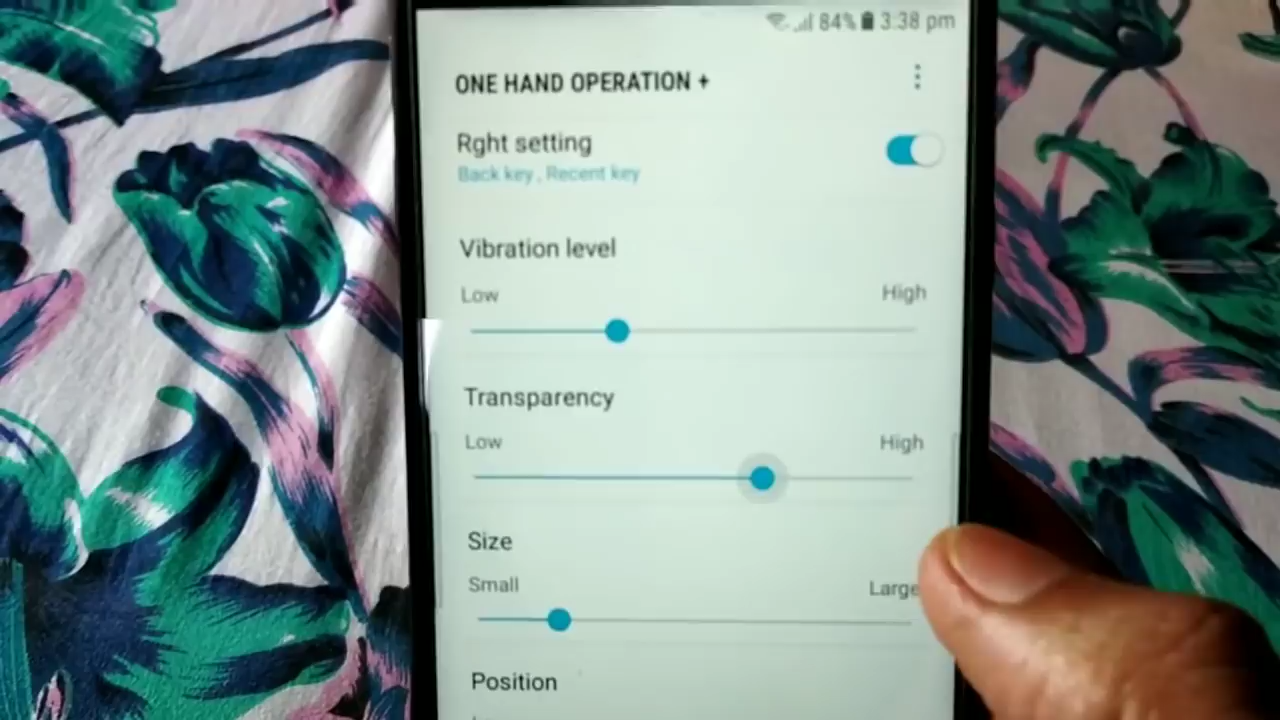 84% 3:38 pm
ONE HAND OPERATION +
Rght setting
Back key , Recent key
Vibration level
Low High
Transparency
Low High
Size
Small Large
Position